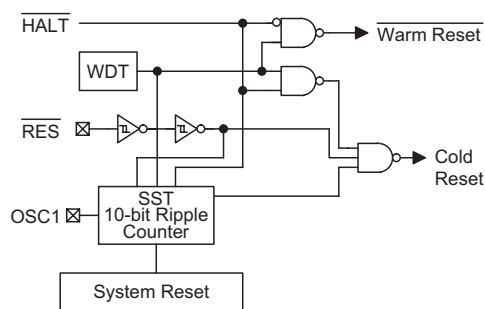 HALT
Warm Reset
WDT
RES
Cold
Reset
SST
10-bit Ripple
Counter
OSC1
System Reset